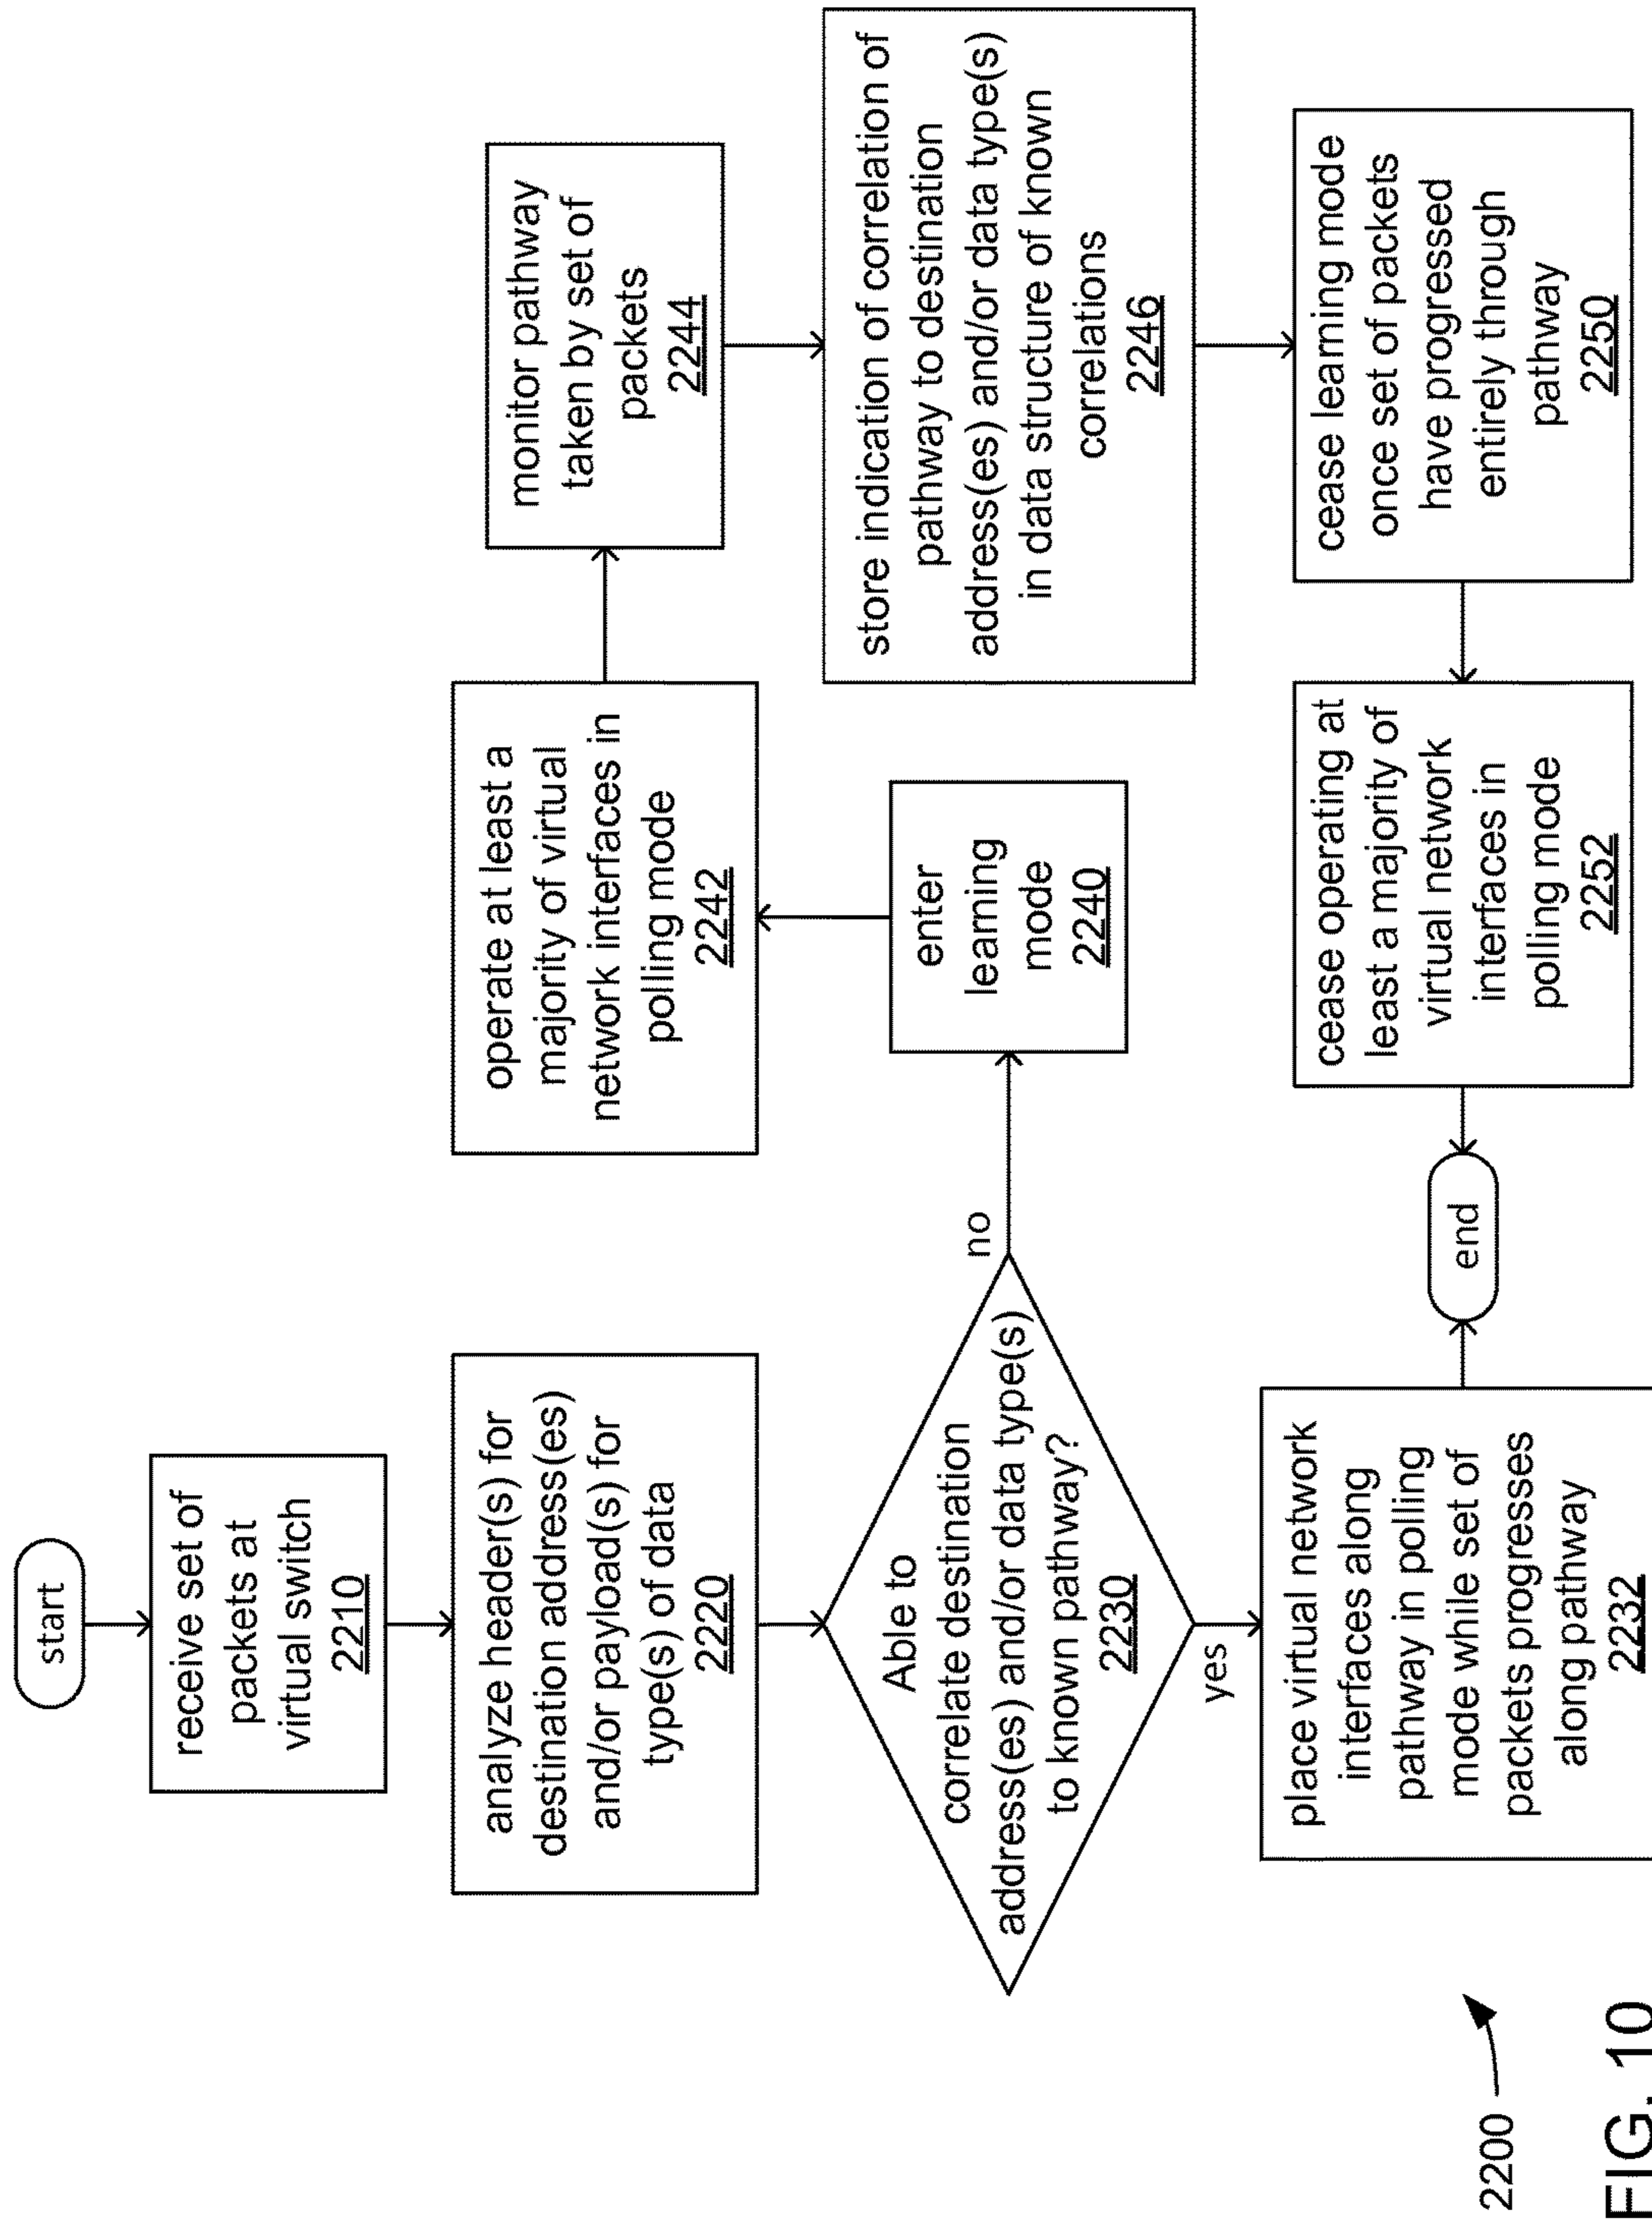 start
receive set of
packets at
virtual switch
2210
analyze header(s) for
destination address(es)
and/or payload(s) for
type(s) of data
2220
Able to
correlate destination
address(es) and/or data type(s)
to known pathway?
2230
yes
no
place virtual network
interfaces along
pathway in polling
mode while set of
packets progresses
along pathway
2232
enter
learning
mode
2240
operate at least a
majority of virtual
network interfaces in
polling mode
2242
monitor pathway
taken by set of
packets
2244
store indication of correlation of
pathway to destination
address(es) and/or data type(s)
in data structure of known
correlations
2246
cease learning mode
once set of packets
have progressed
entirely through
pathway
2250
cease operating at
least a majority of
virtual network
interfaces in
polling mode
2252
end
2200
FIG. 10